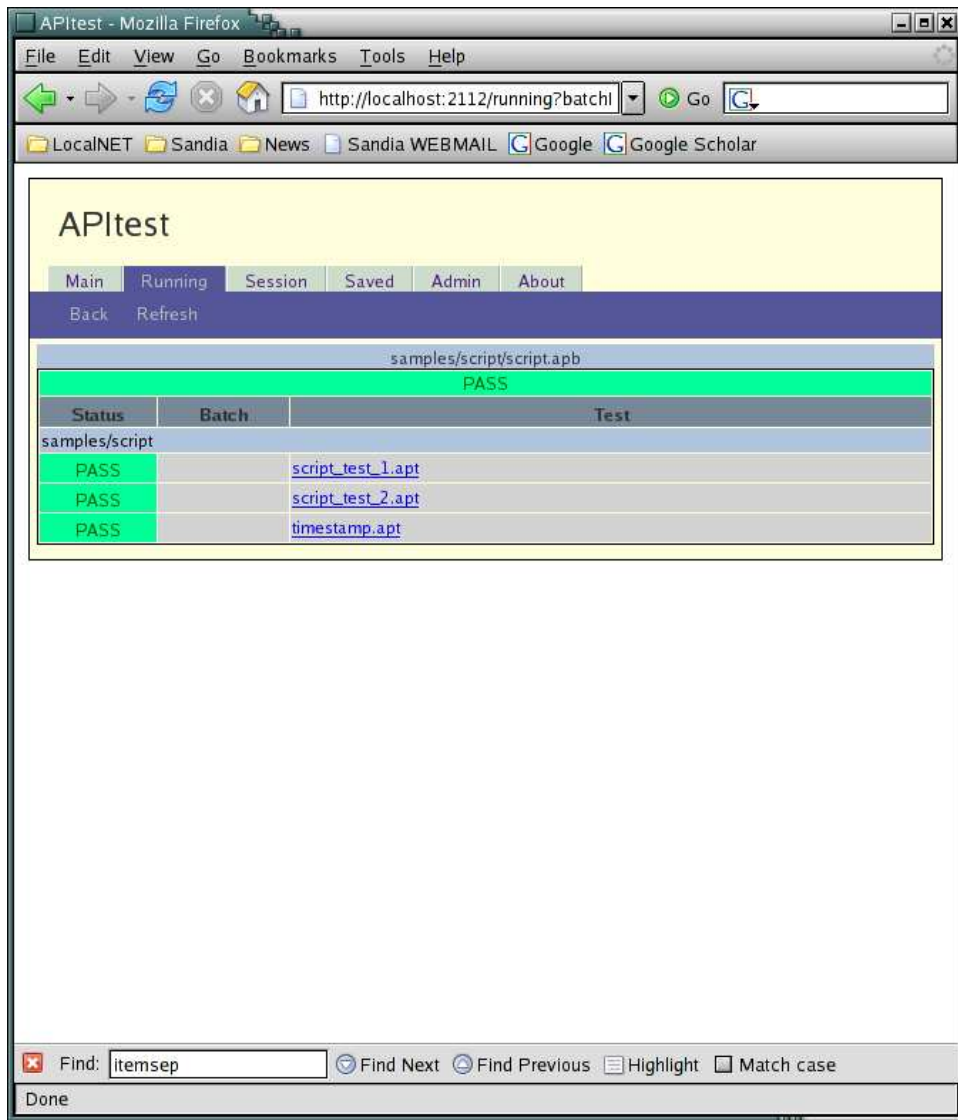 APItest - Mozilla Firefox
File Edit View Go Bookmarks Tools Help
http://localhost:2112/running?batchI Go G
LocalNET Sandia News Sandia WEBMAIL G Google G Google Scholar
APItest
Main Running Session Saved Admin About
Back Refresh
samples/script/script.apb
PASS
Status Batch Test
samples/script
PASS script_test_1.apt
PASS script_test_2.apt
PASS timestamp.apt
Find: itemsep Find Next Find Previous Highlight Match case
Done